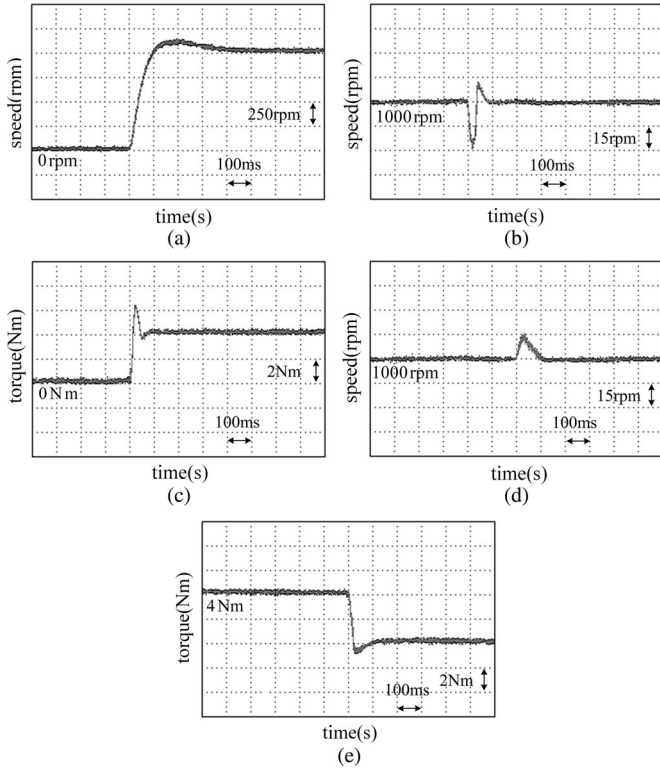 speed(rpm)
250rpm
0 rpm
100ms
time(s)
(a)
speed(rpm)
1000 rpm
15rpm
100ms
time(s)
(b)
torque(Nm)
2Nm
0 N m
100ms
time(s)
(c)
speed(rpm)
1000 rpm
15rpm
100ms
time(s)
(d)
torque(Nm)
4 Nm
2Nm
100ms
time(s)
(e)